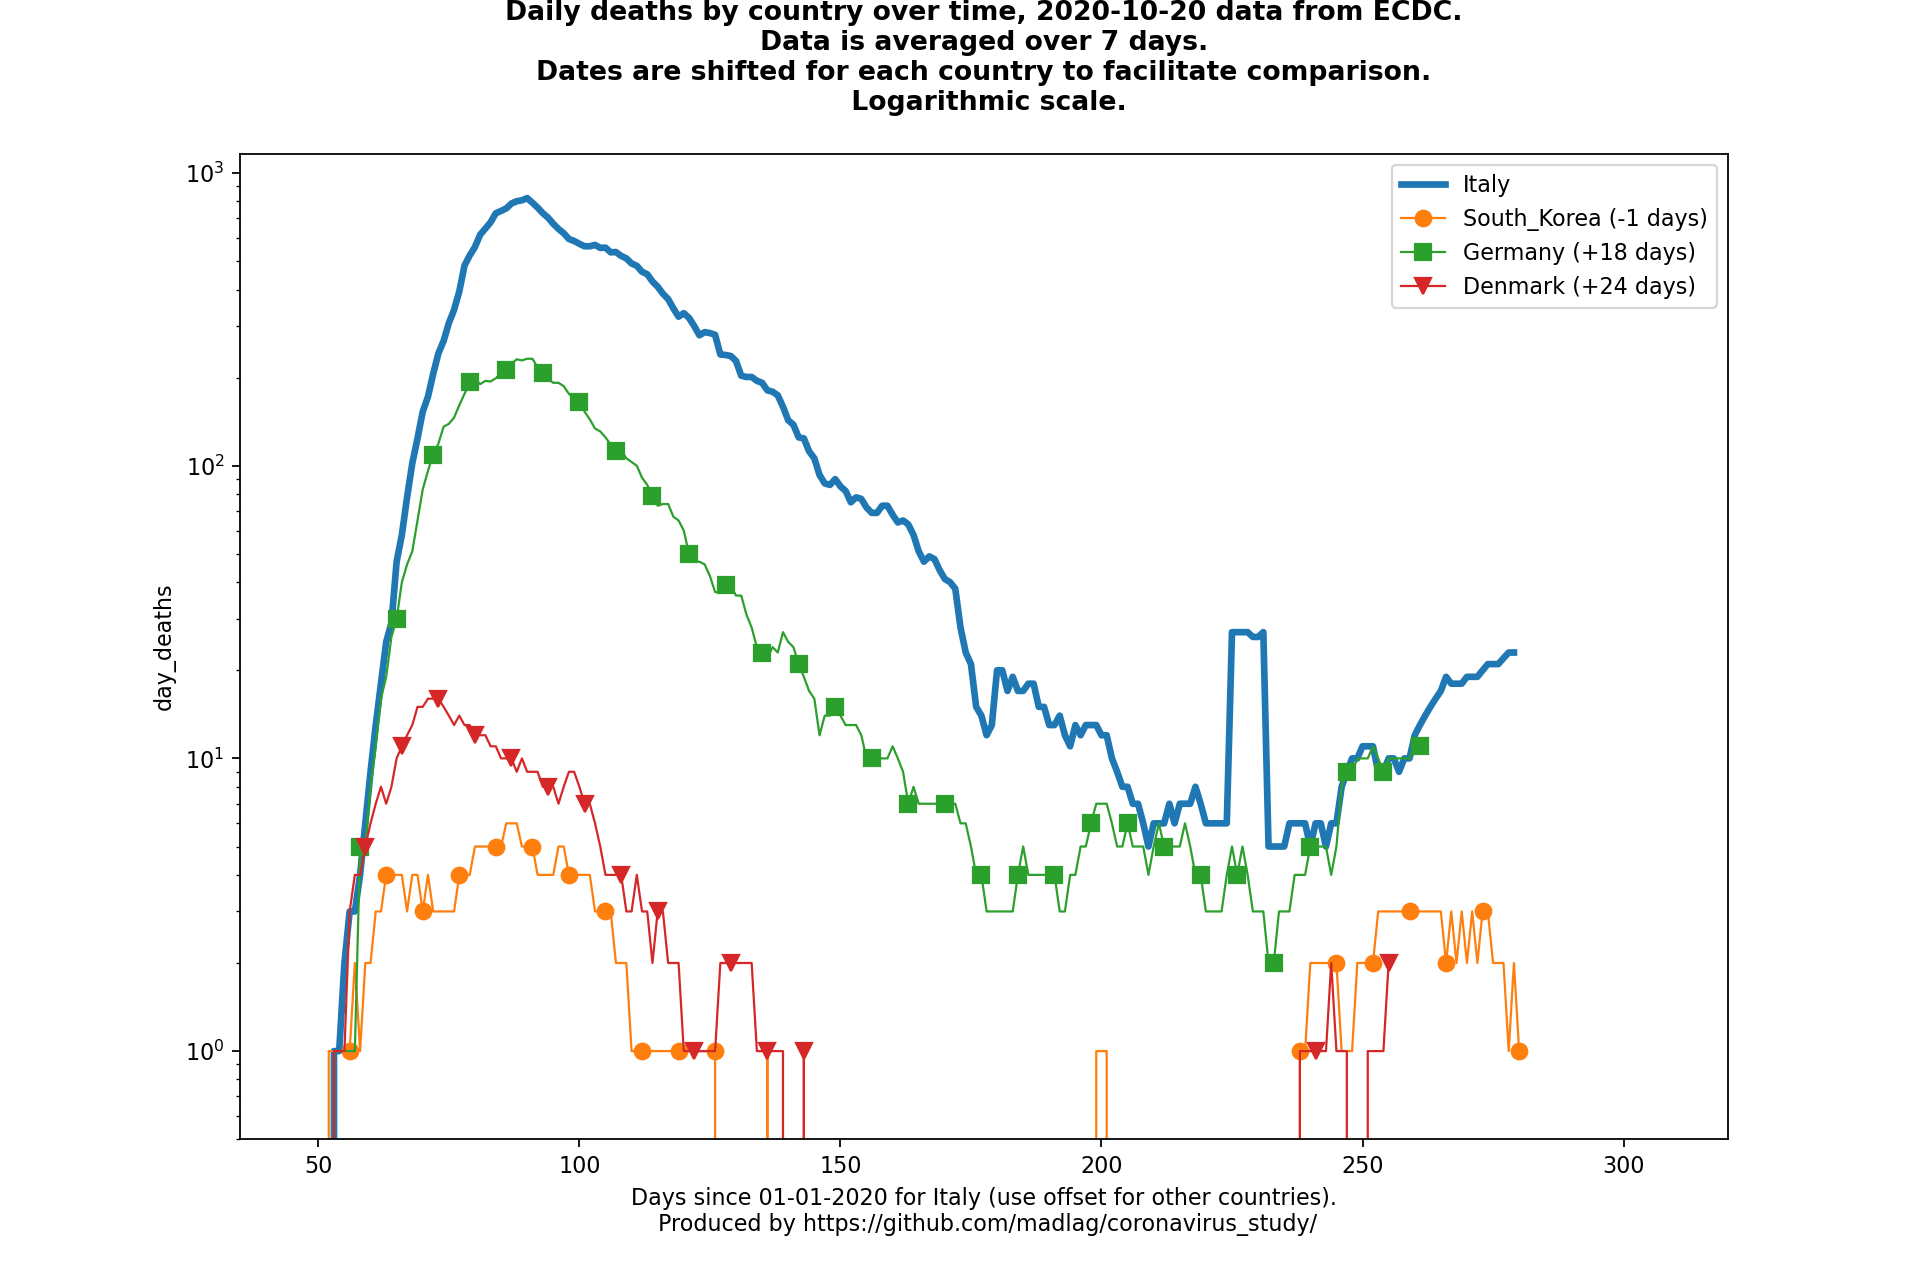 Daily deaths by country over time, 2020-10-20 data from ECDC.
Data is averaged over 7 days.
Dates are shifted for each country to facilitate comparison.
Logarithmic scale.
10³
10²
10¹
10⁰
day_deaths
Italy
South_Korea (-1 days)
Germany (+18 days)
Denmark (+24 days)
50 100 150 200 250 300
Days since 01-01-2020 for Italy (use offset for other countries).
Produced by https://github.com/madlag/coronavirus_study/